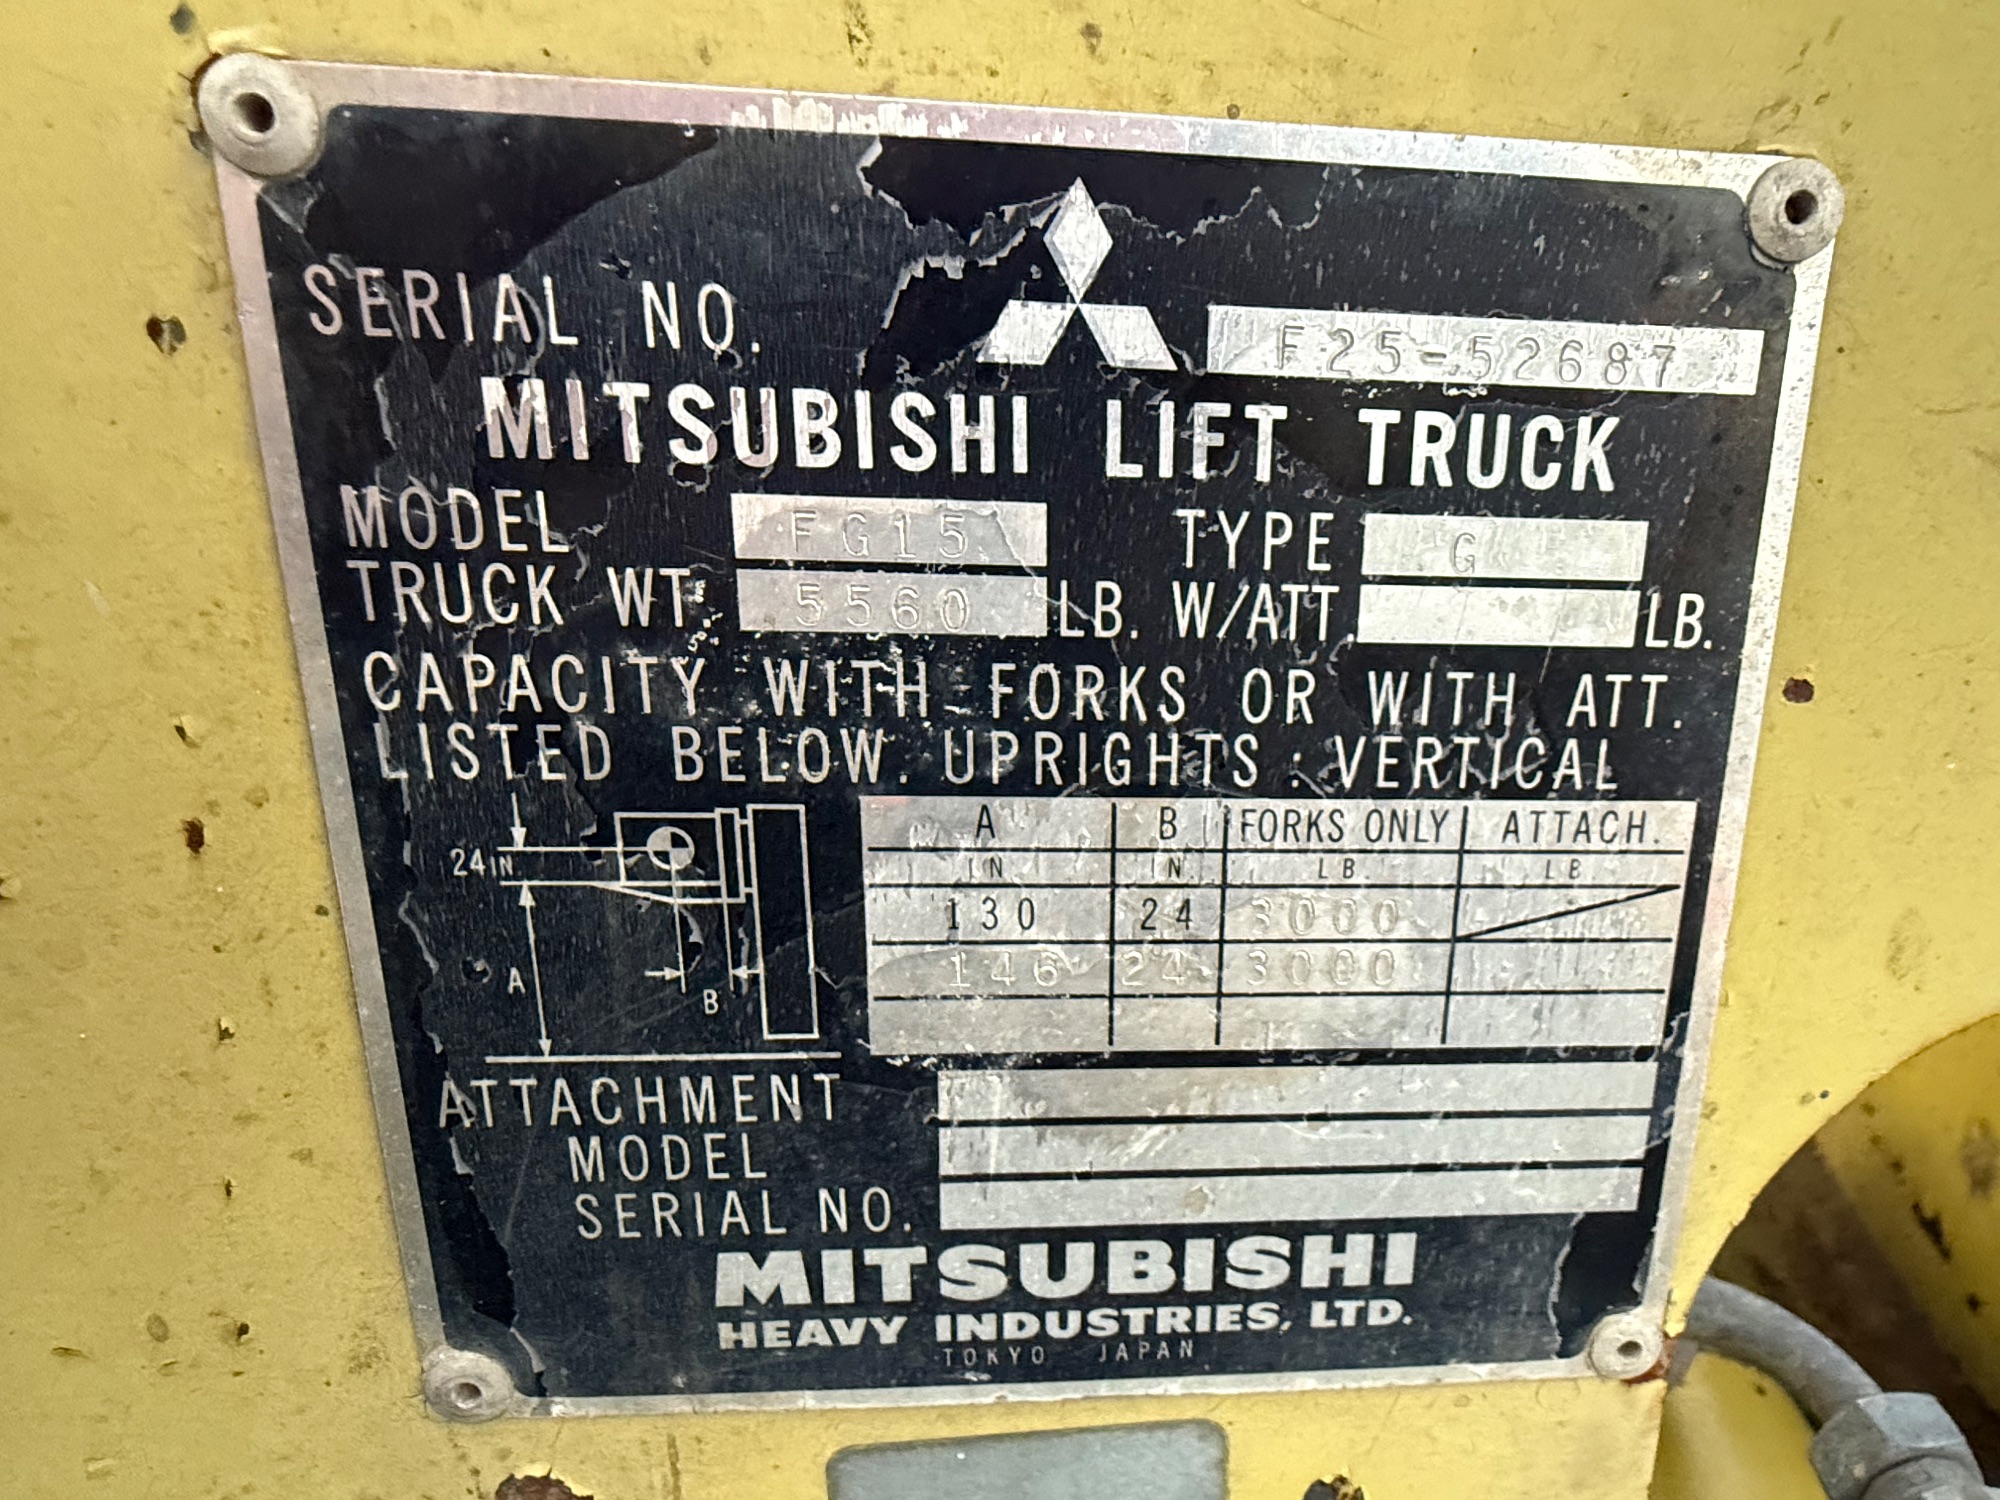 SERIAL NO. F25-52687
MITSUBISHI LIFT TRUCK
MODEL FG15 TYPE G
TRUCK WT. 5560 LB. W/ATT. LB.
CAPACITY WITH FORKS OR WITH ATT.
LISTED BELOW. UPRIGHTS : VERTICAL
A B FORKS ONLY ATTACH.
IN IN. LB. LB.
130 24 3000
146 24 3000
24IN.
A
B
ATTACHMENT
MODEL
SERIAL NO.
MITSUBISHI
HEAVY INDUSTRIES, LTD.
TOKYO JAPAN